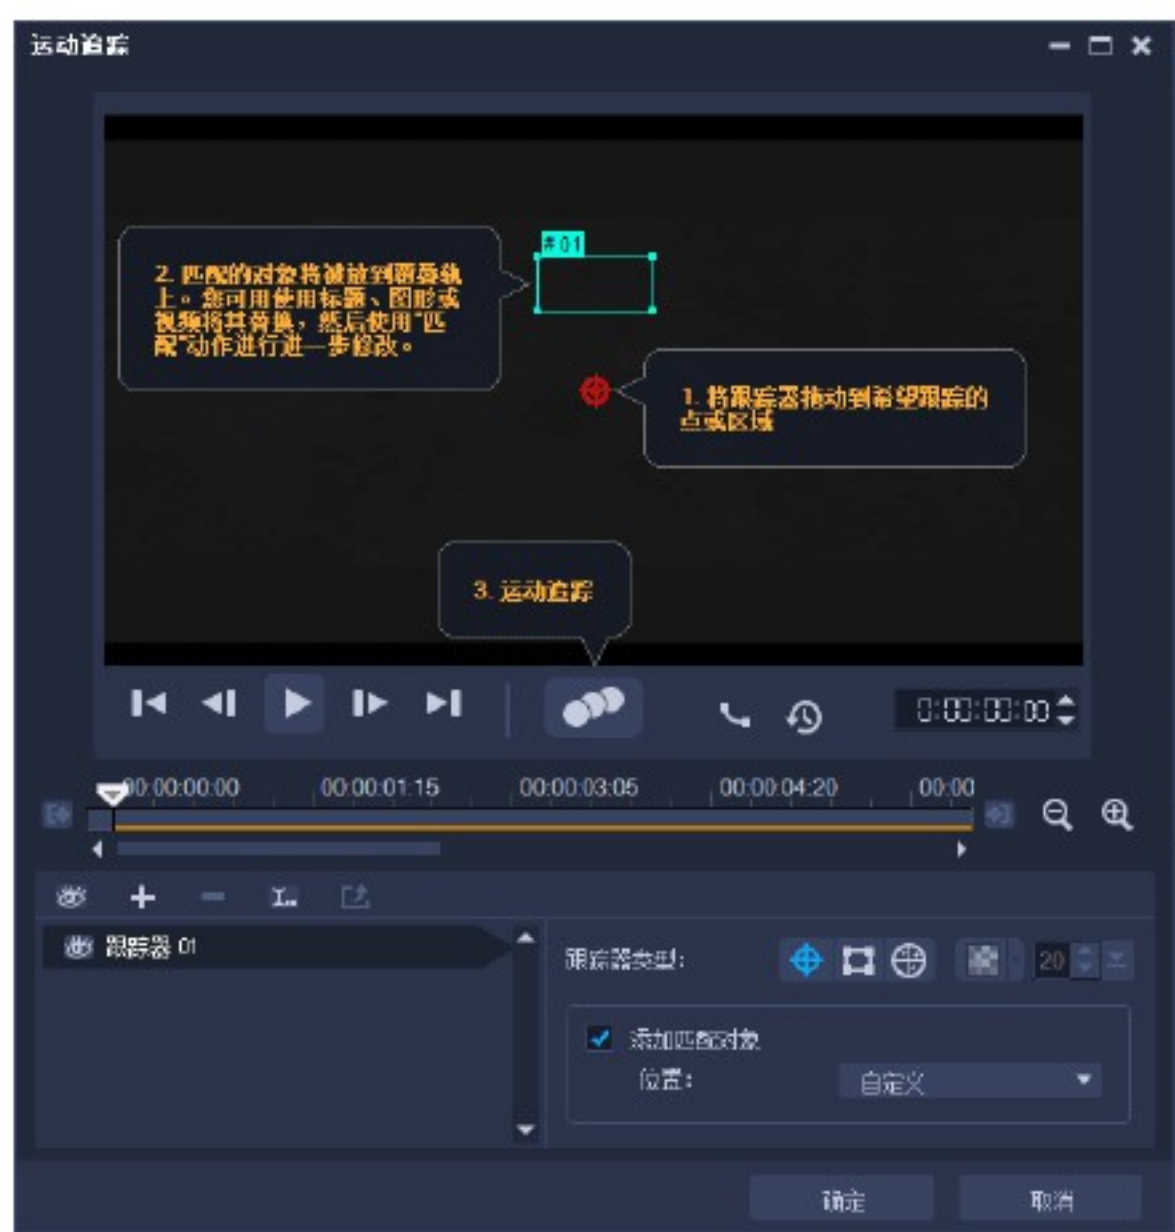 运动追踪
#01
2. 匹配的对象将被放到覆叠轨
上。您可用使用标题、图形或
视频将其替换，然后使用"匹
配"动作进行进一步修改。
1. 将跟踪器拖动到希望跟踪的
点或区域
3. 运动追踪
0:00:00:00
00:00:00:00 00:00:01:15 00:00:03:05 00:00:04:20 00:00
跟踪器 01
跟踪器类型:
20
添加匹配对象
位置:
自定义
确定 取消